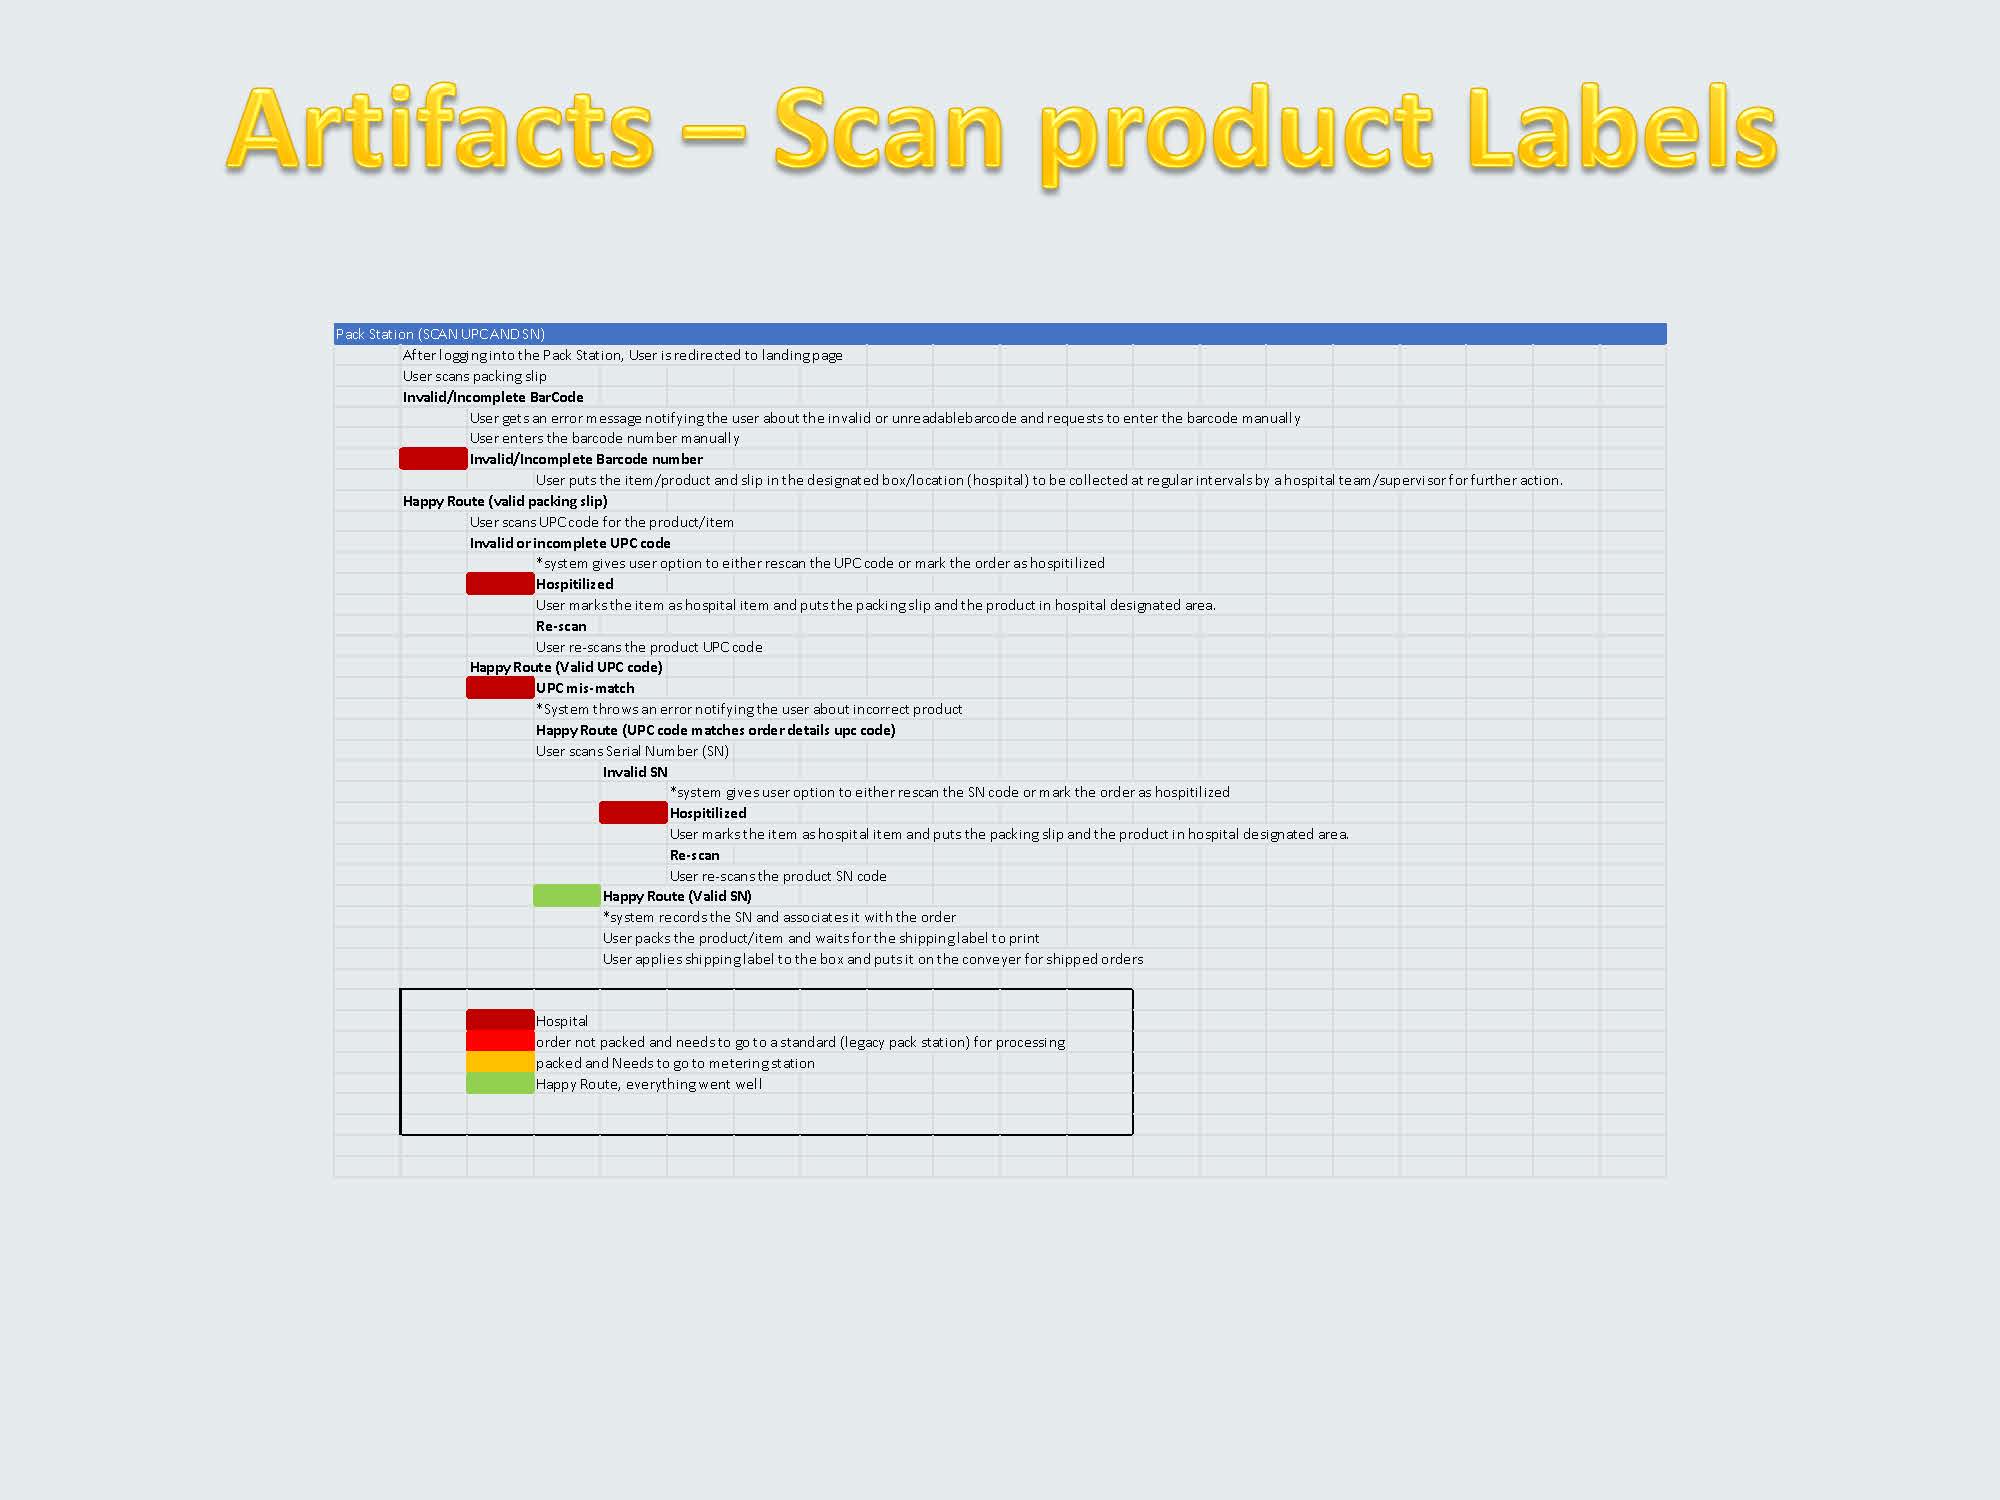 Artifacts – Scan product Labels
Pack Station (SCAN UPC AND SN)
After logging into the Pack Station, User is redirected to landing page
User scans packing slip
Invalid/Incomplete BarCode
User gets an error message notifying the user about the invalid or unreadable barcode and requests to enter the barcode manually
User enters the barcode number manually
Invalid/Incomplete Barcode number
User puts the item/product and slip in the designated box/location (hospital) to be collected at regular intervals by a hospital team/supervisor for further action.
Happy Route (valid packing slip)
User scans UPC code for the product/item
Invalid or incomplete UPC code
*system gives user option to either rescan the UPC code or mark the order as hospitilized
Hospitilized
User marks the item as hospital item and puts the packing slip and the product in hospital designated area.
Re-scan
User re-scans the product UPC code
Happy Route (Valid UPC code)
UPC mis-match
*System throws an error notifying the user about incorrect product
Happy Route (UPC code matches order details upc code)
User scans Serial Number (SN)
Invalid SN
*system gives user option to either rescan the SN code or mark the order as hospitilized
Hospitilized
User marks the item as hospital item and puts the packing slip and the product in hospital designated area.
Re-scan
User re-scans the product SN code
Happy Route (Valid SN)
*system records the SN and associates it with the order
User packs the product/item and waits for the shipping label to print
User applies shipping label to the box and puts it on the conveyer for shipped orders
Hospital
order not packed and needs to go to a standard (legacy pack station) for processing
packed and Needs to go to metering station
Happy Route, everything went well